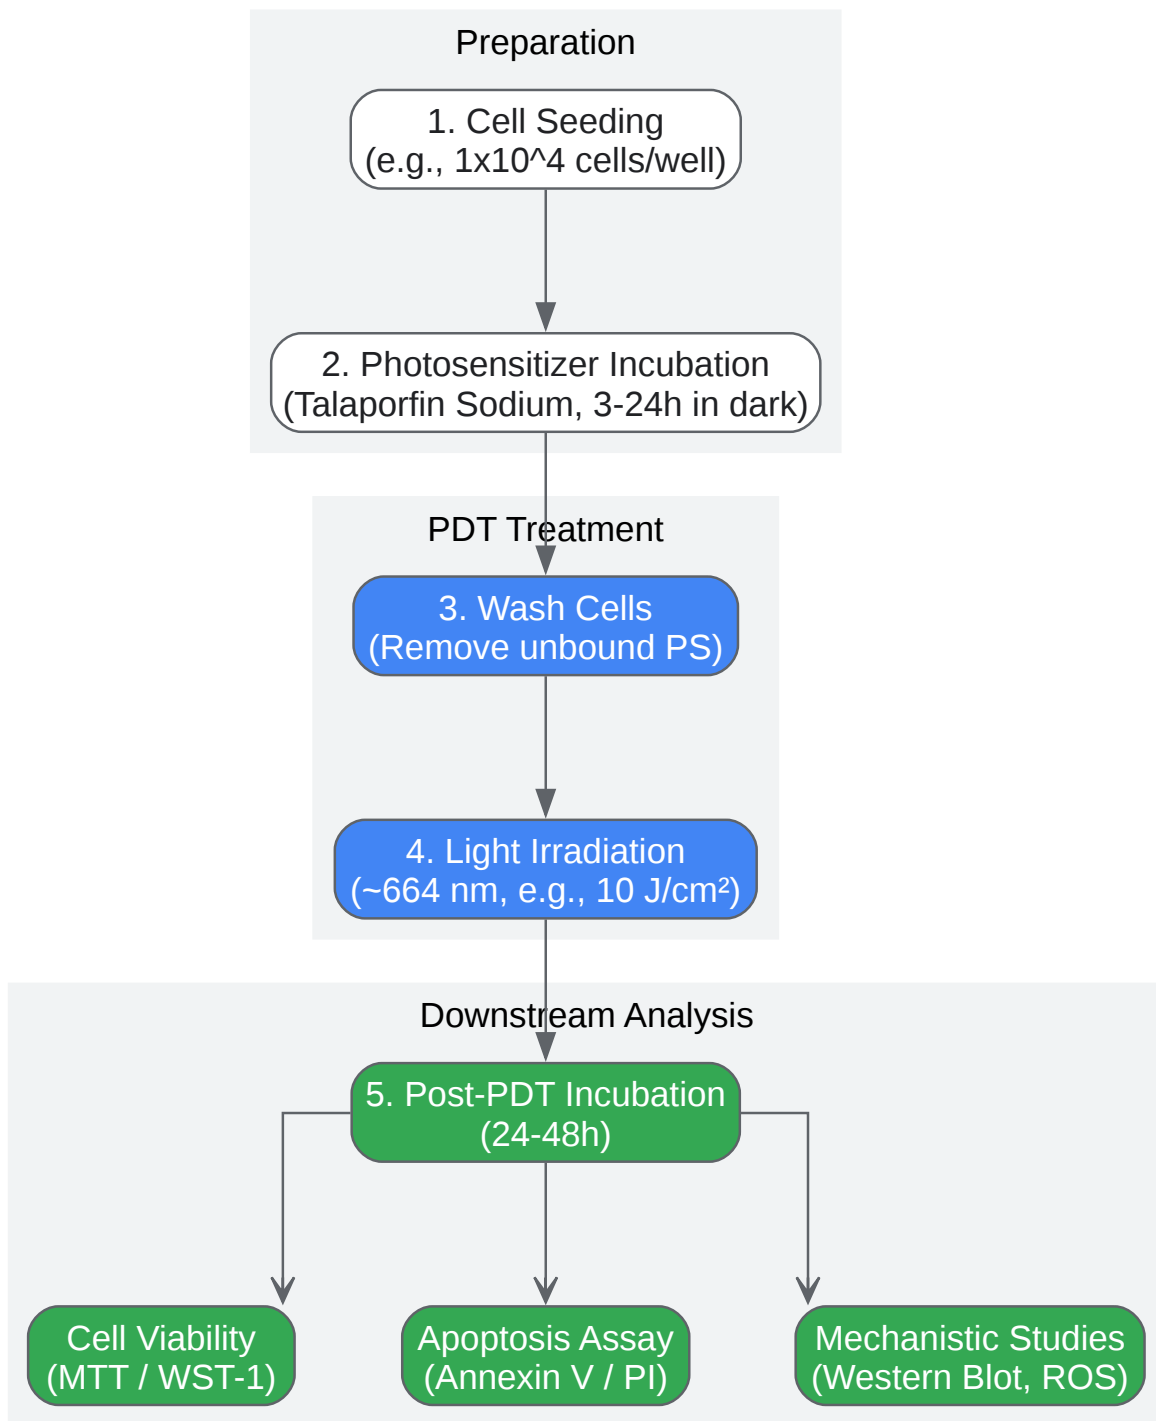 Preparation
1. Cell Seeding
(e.g., 1x10^4 cells/well)
2. Photosensitizer Incubation
(Talaporfin Sodium, 3-24h in dark)
PDT Treatment
3. Wash Cells
(Remove unbound PS)
4. Light Irradiation
(~664 nm, e.g., 10 J/cm²)
Downstream Analysis
5. Post-PDT Incubation
(24-48h)
Cell Viability
(MTT / WST-1)
Apoptosis Assay
(Annexin V / PI)
Mechanistic Studies
(Western Blot, ROS)